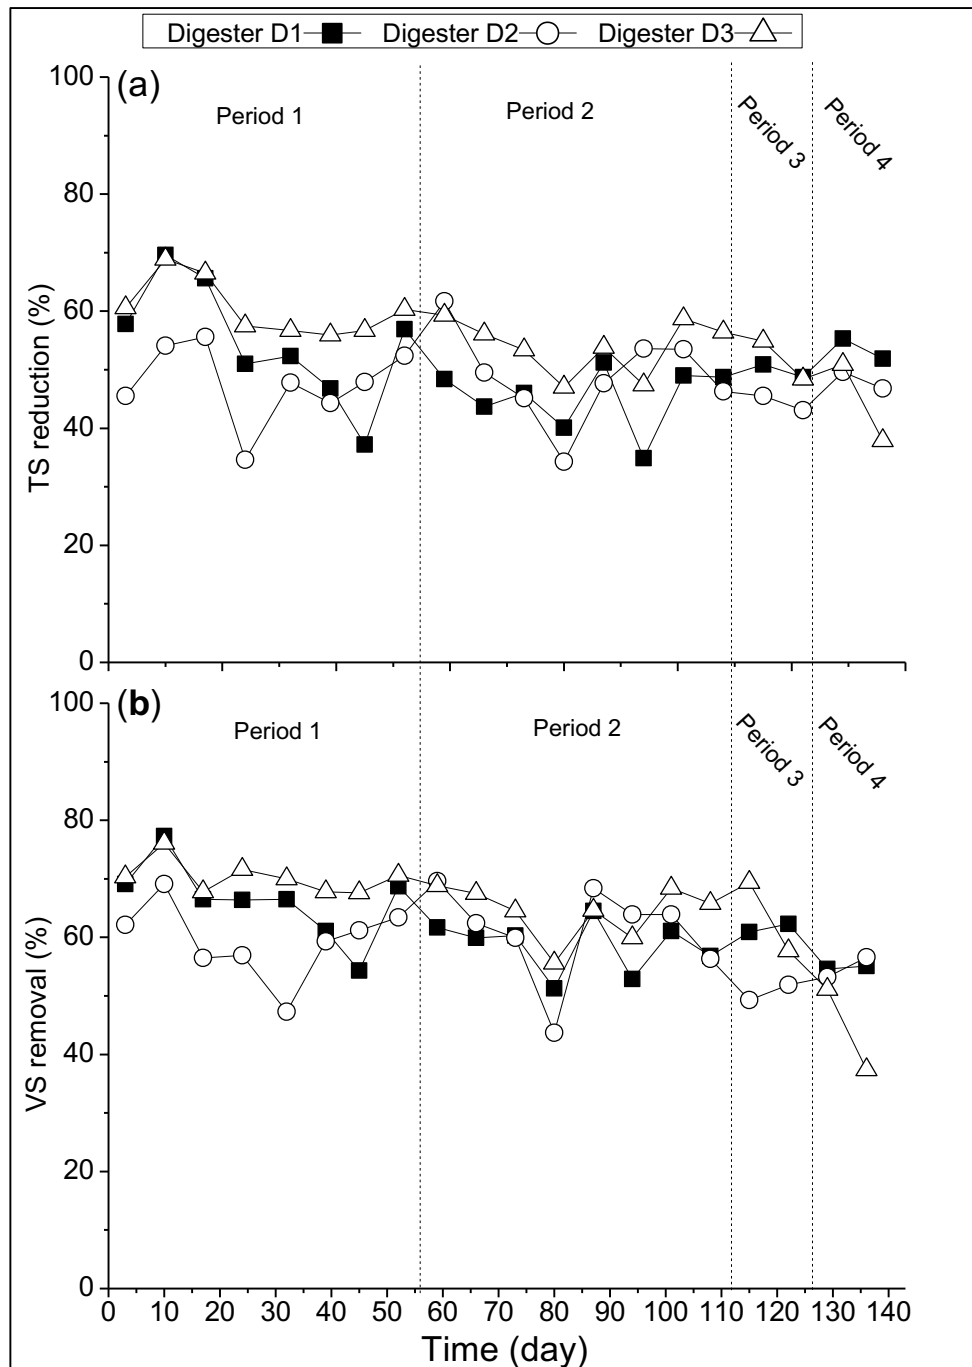 Digester D1 Digester D2 Digester D3
(a)
Period 1
Period 2
Period 3
Period 4
100
80
60
40
20
0
TS reduction (%)
(b)
Period 1
Period 2
Period 3
Period 4
100
80
60
40
20
0
VS removal (%)
0 10 20 30 40 50 60 70 80 90 100 110 120 130 140
Time (day)